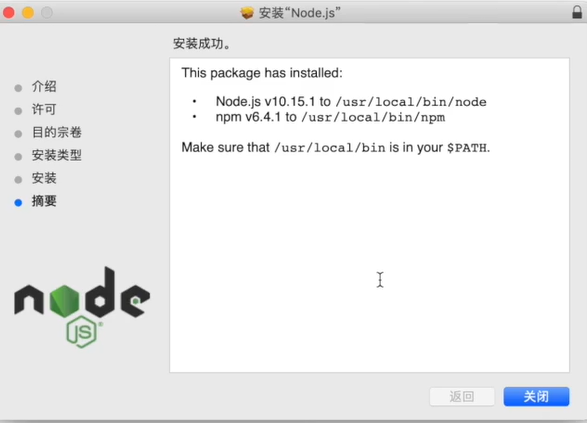 安装“Node.js”
安装成功。
介绍
许可
目的宗卷
安装类型
安装
摘要
This package has installed:
• Node.js v10.15.1 to /usr/local/bin/node
• npm v6.4.1 to /usr/local/bin/npm
Make sure that /usr/local/bin is in your $PATH.
node
JS®
返回
关闭